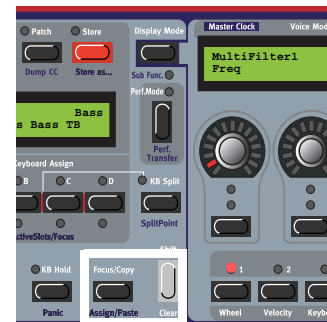 Patch Store Display Mode Master Clock Voice Mod
Dump CC Store as...
Sub Func.
MultiFilter1
Freq
Perf.Mode
Bass
s Bass TB
Perf.
Transfer
Keyboard Assign
B C D KB Split
SplitPoint
ctiveSlots/Focus
Shift
KB Hold Focus/Copy 1 2
Panic Assign/Paste Clear Wheel Velocity Keyb